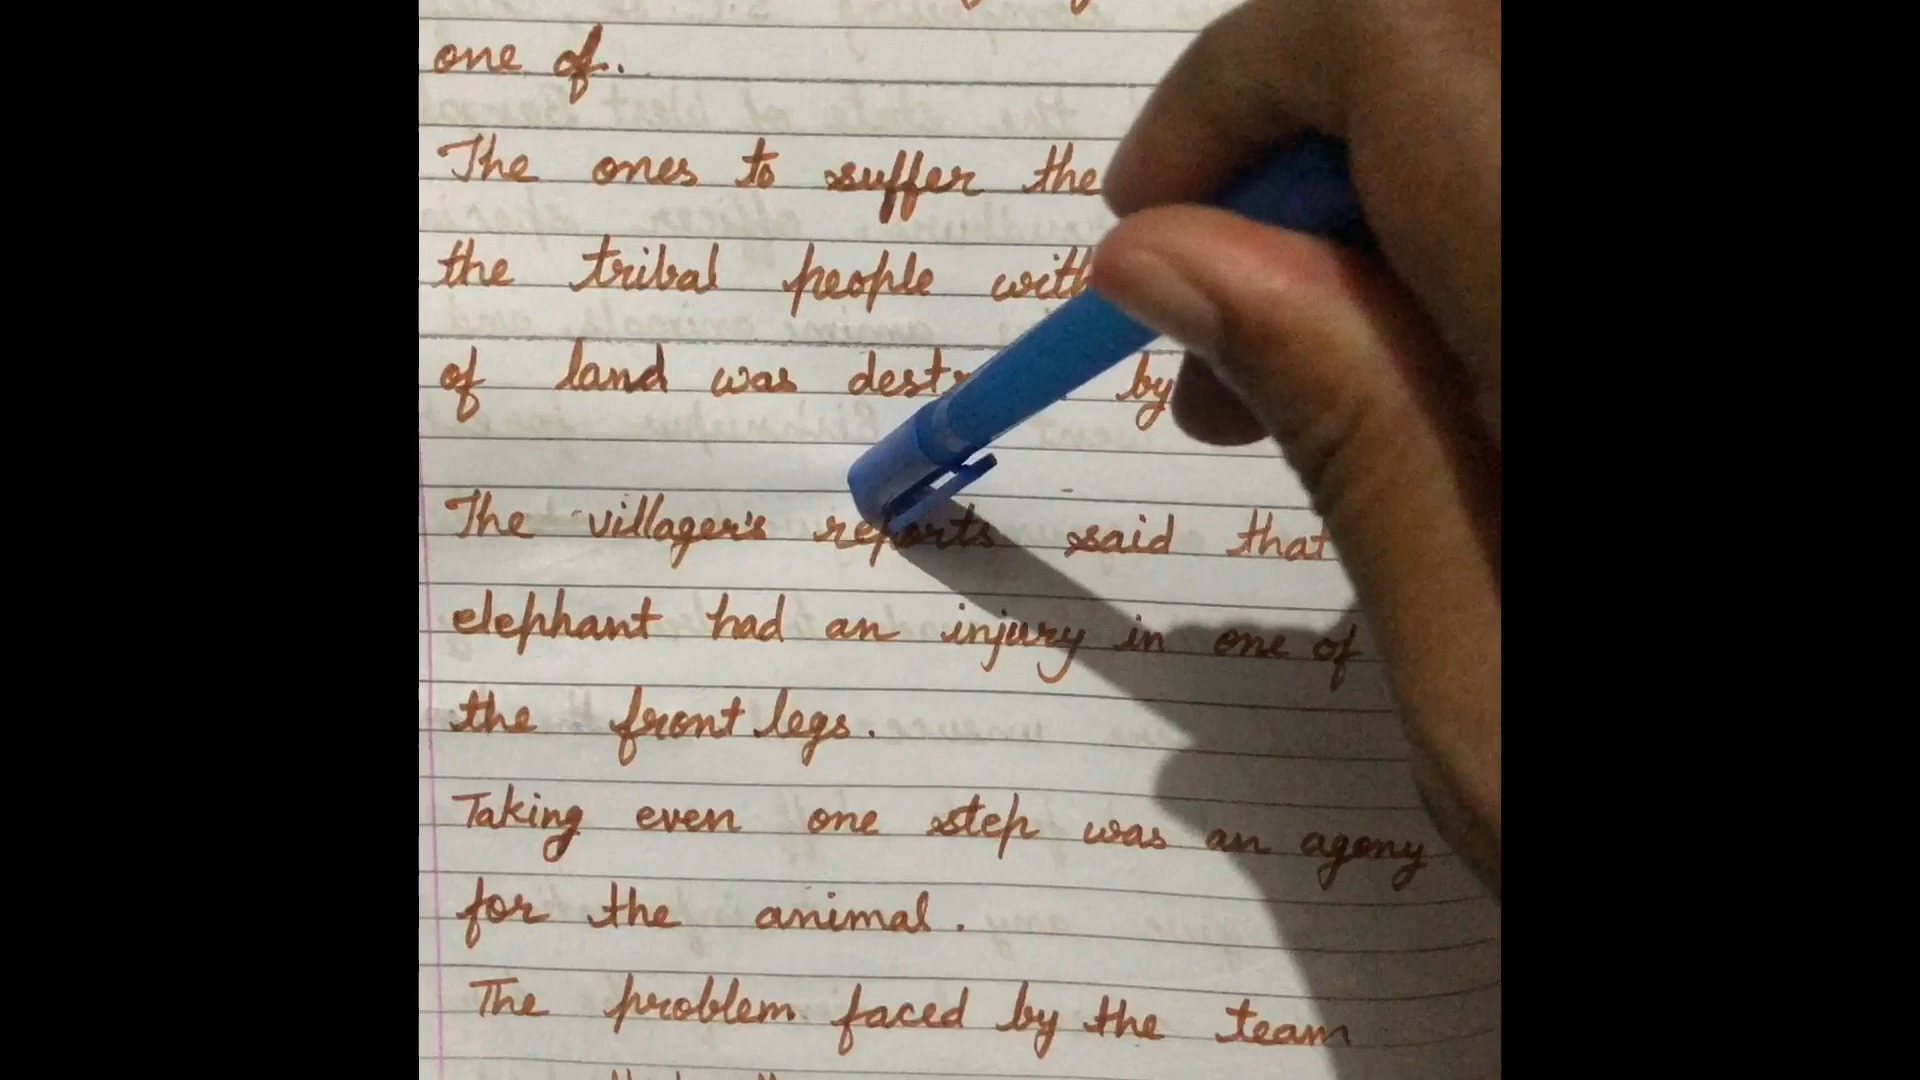 one of.
The ones to suffer the
the tribal people with
of land was by
The villager's reports said that
elephant had an injury in one of
the front legs.
Taking even one step was an agony
for the animal.
The problem faced by the team